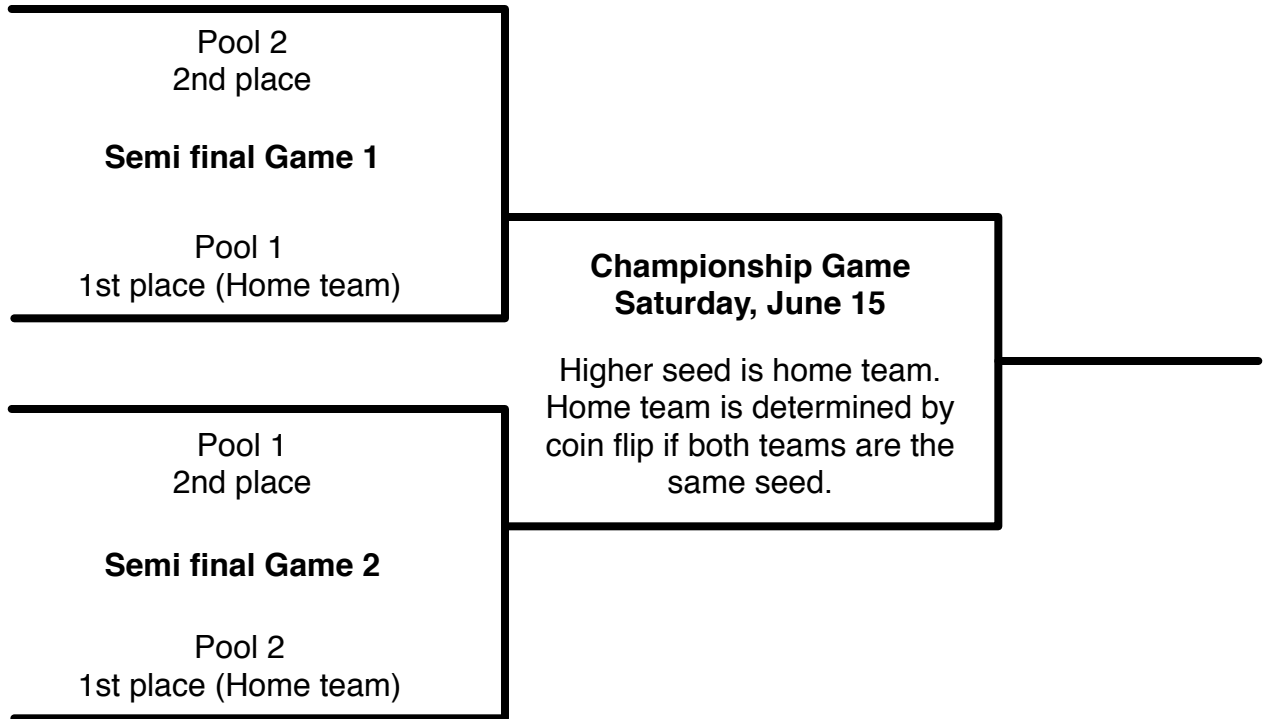 Pool 2
2nd place
Semi final Game 1
Pool 1
1st place (Home team)
Championship Game
Saturday, June 15
Higher seed is home team.
Home team is determined by
coin flip if both teams are the
same seed.
Pool 1
2nd place
Semi final Game 2
Pool 2
1st place (Home team)